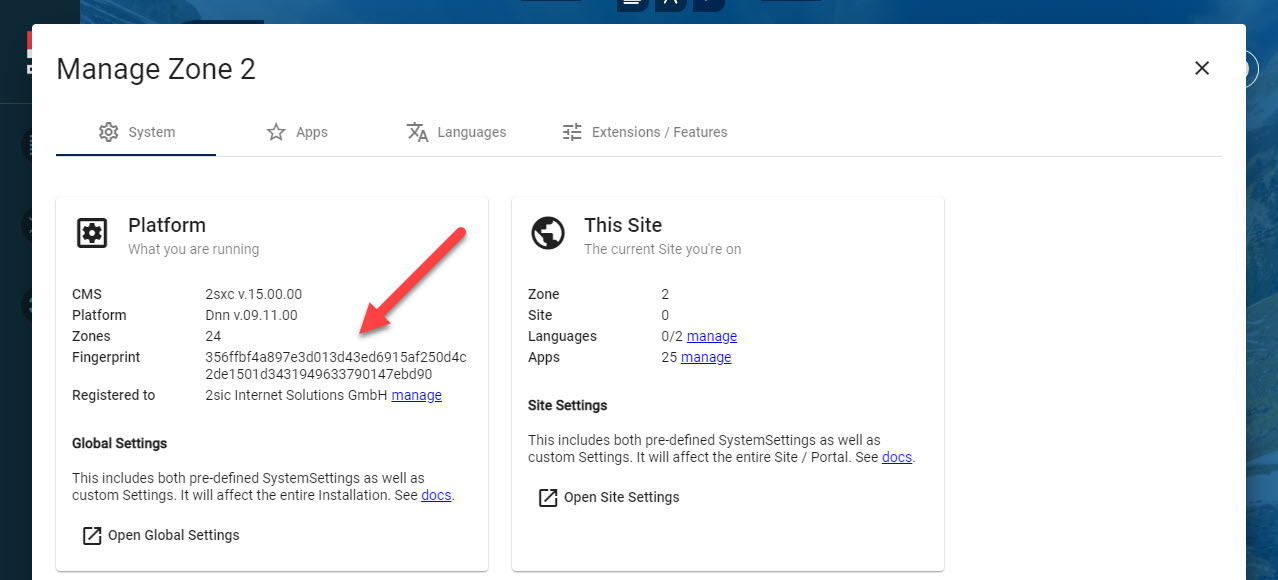 Manage Zone 2
System
Apps
Languages
Extensions / Features
Platform
What you are running
CMS 2sxc v.15.00.00
Platform Dnn v.09.11.00
Zones 24
Fingerprint 356ffbf4a897e3d013d43ed6915af250d4c
2de1501d3431949633790147ebd90
Registered to 2sic Internet Solutions GmbH manage
Global Settings
This includes both pre-defined SystemSettings as well as
custom Settings. It will affect the entire Installation. See docs.
Open Global Settings
This Site
The current Site you're on
Zone 2
Site 0
Languages 0/2 manage
Apps 25 manage
Site Settings
This includes both pre-defined SystemSettings as well as
custom Settings. It will affect the entire Site / Portal. See docs.
Open Site Settings